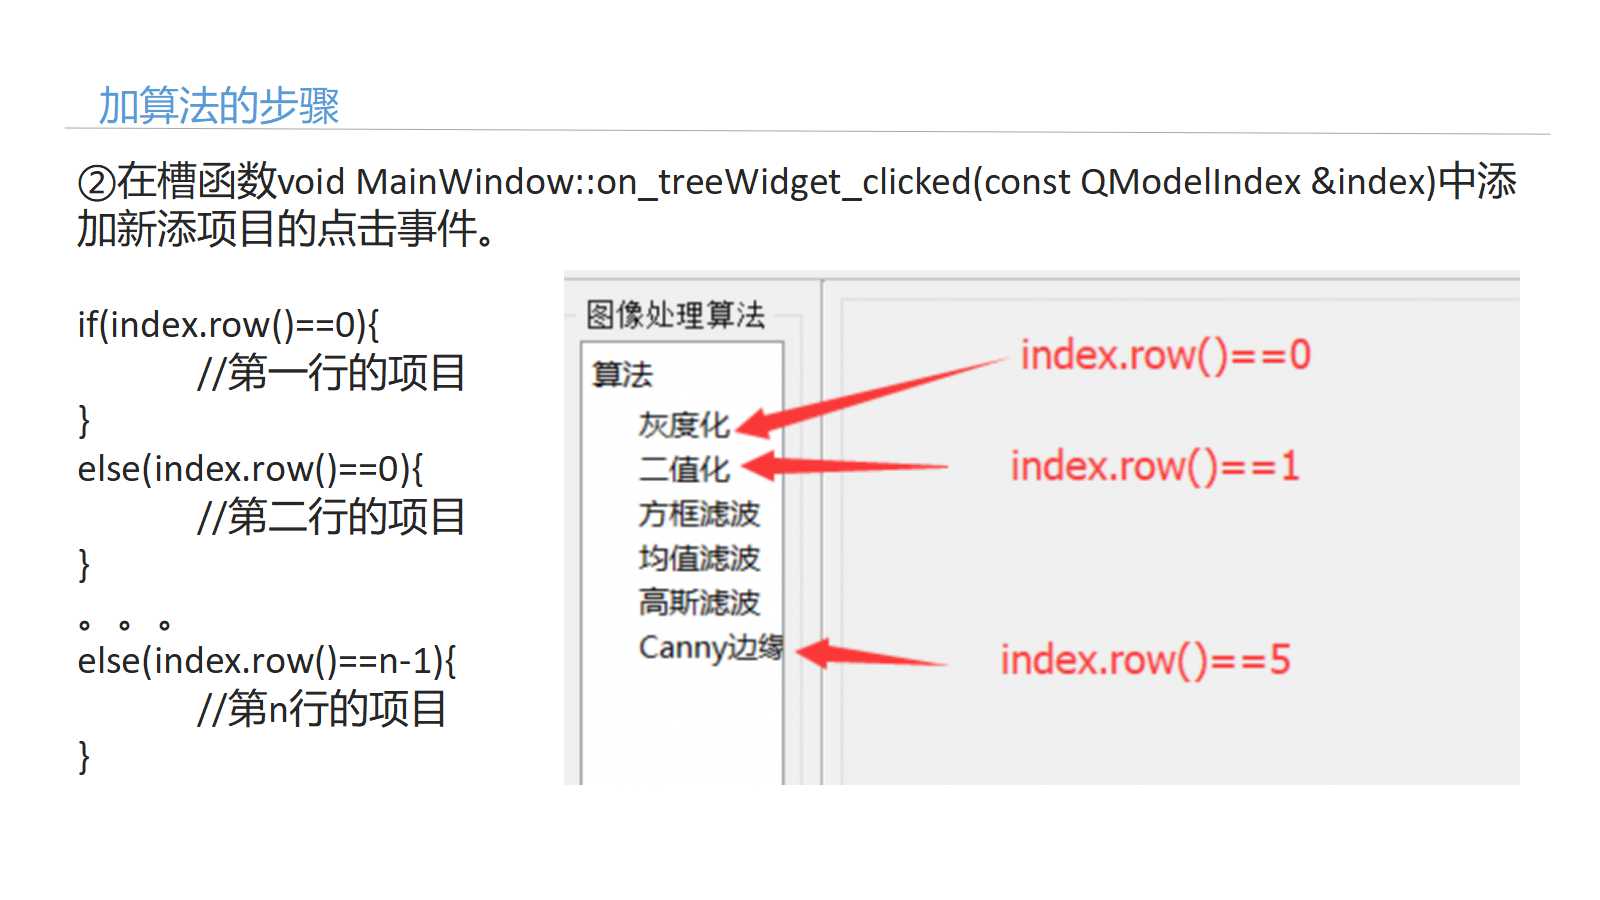 加算法的步骤
②在槽函数void MainWindow::on_treeWidget_clicked(const QModelIndex &index)中添
加新添项目的点击事件。
if(index.row()==0){
//第一行的项目
}
else(index.row()==0){
//第二行的项目
}
。。。
else(index.row()==n-1){
//第n行的项目
}
图像处理算法
算法
灰度化
二值化
方框滤波
均值滤波
高斯滤波
Canny边缘
index.row()==0
index.row()==1
index.row()==5